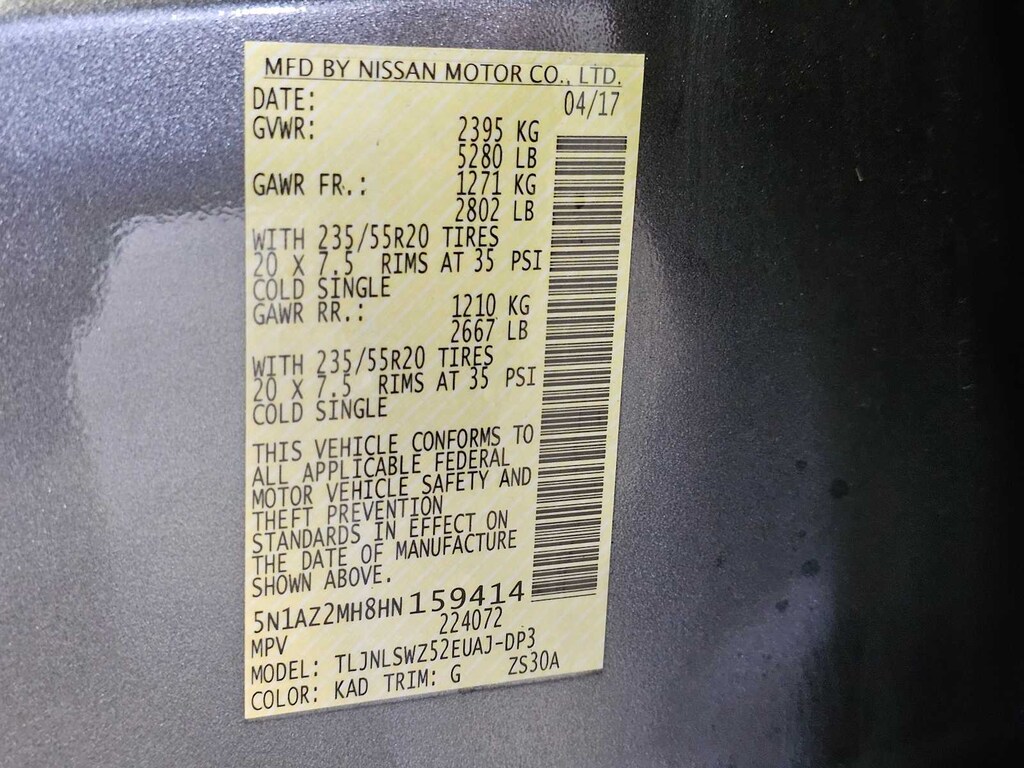 MFD BY NISSAN MOTOR CO., LTD.
DATE: 04/17
GVWR: 2395 KG
5280 LB
GAWR FR.: 1271 KG
2802 LB
WITH 235/55R20 TIRES
20 X 7.5 RIMS AT 35 PSI
COLD SINGLE
GAWR RR.: 1210 KG
2667 LB
WITH 235/55R20 TIRES
20 X 7.5 RIMS AT 35 PSI
COLD SINGLE
THIS VEHICLE CONFORMS TO
ALL APPLICABLE FEDERAL
MOTOR VEHICLE SAFETY AND
THEFT PREVENTION
STANDARDS IN EFFECT ON
THE DATE OF MANUFACTURE
SHOWN ABOVE.
5N1AZ2MH8HN159414
MPV 224072
MODEL: TLJNLSWZ52EUAJ-DP3
COLOR: KAD TRIM: G ZS30A